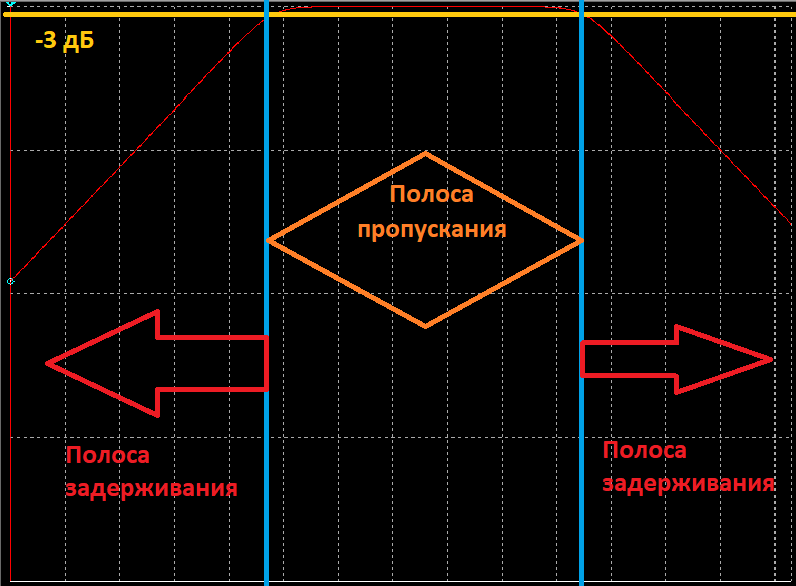 -3 дБ
Полоса
пропускания
Полоса
задерживания
Полоса
задерживания